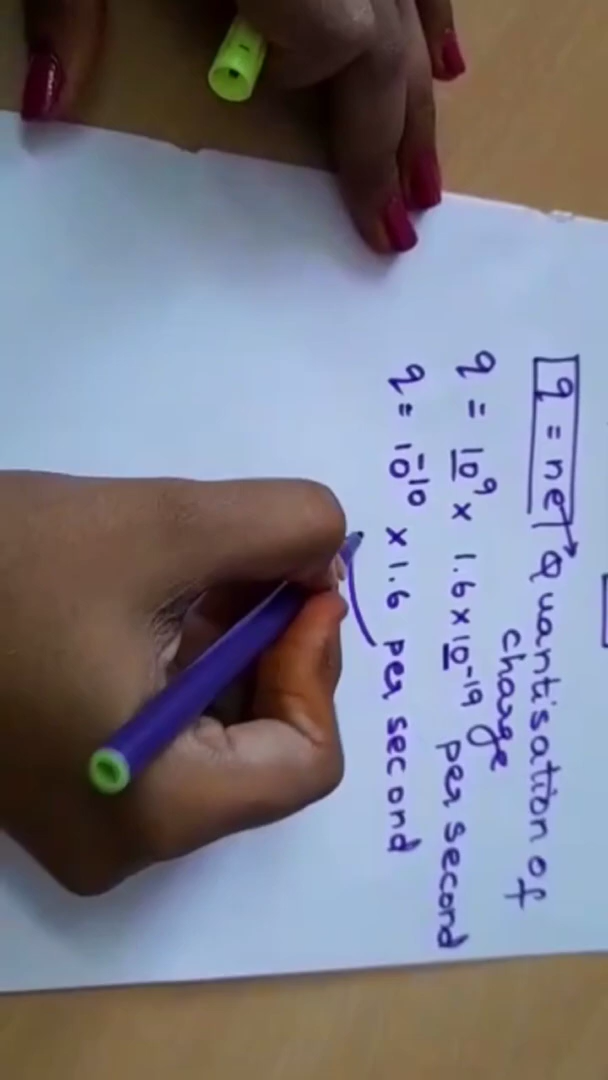 q = ne → Quantisation of
charge
q = 10⁹ x 1.6 x 10⁻¹⁹ per second
q = 10⁻¹⁰ x 1.6 per second